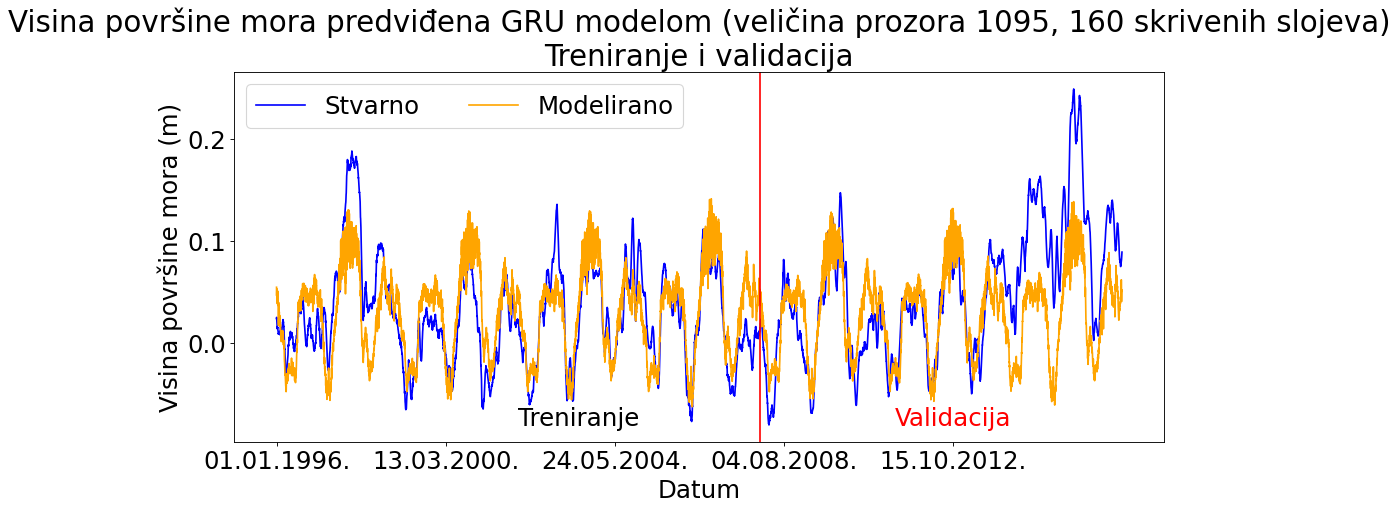 Visina površine mora predviđena GRU modelom (veličina prozora 1095, 160 skrivenih slojeva)
Treniranje i validacija
Stvarno
Modelirano
Visina površine mora (m)
0.2
0.1
0.0
Treniranje
Validacija
01.01.1996.
13.03.2000.
24.05.2004.
04.08.2008.
15.10.2012.
Datum